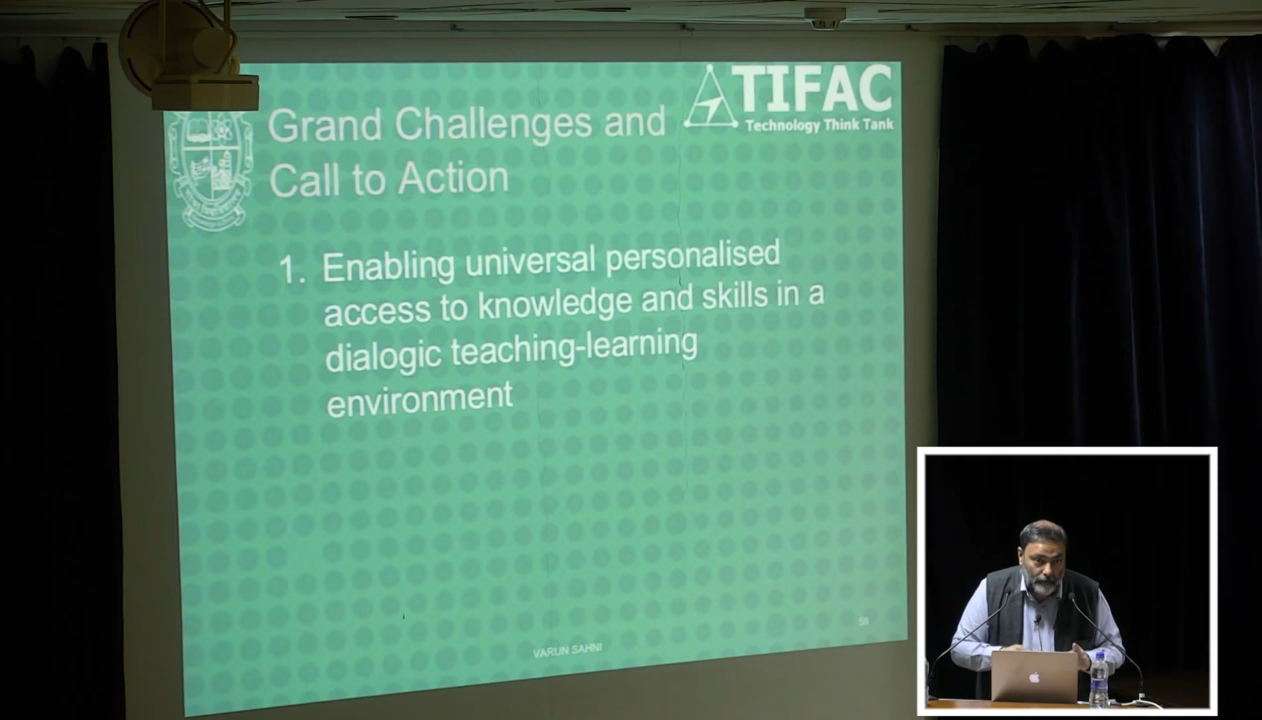 Grand Challenges and
Call to Action
TIFAC
Technology Think Tank
1. Enabling universal personalised
access to knowledge and skills in a
dialogic teaching-learning
environment
VARUN SAHNI